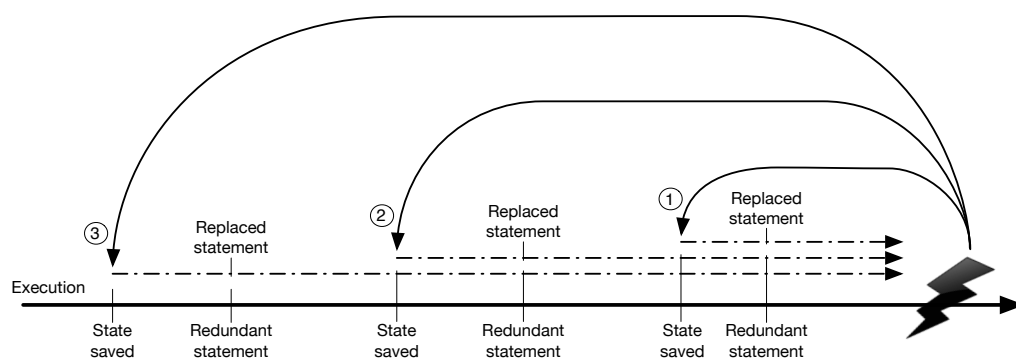 1
Replaced
statement
2
Replaced
statement
3
Replaced
statement
Execution
State
saved
Redundant
statement
State
saved
Redundant
statement
State
saved
Redundant
statement